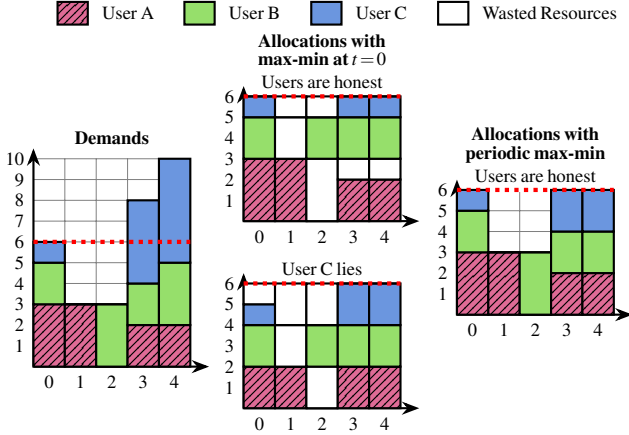 User A User B User C Wasted Resources
Allocations with
max-min at t = 0
Users are honest
6
5
4
3
2
1
0 1 2 3 4
Demands
10
9
8
7
6
5
4
3
2
1
0 1 2 3 4
User C lies
6
5
4
3
2
1
0 1 2 3 4
Allocations with
periodic max-min
Users are honest
6
5
4
3
2
1
0 1 2 3 4